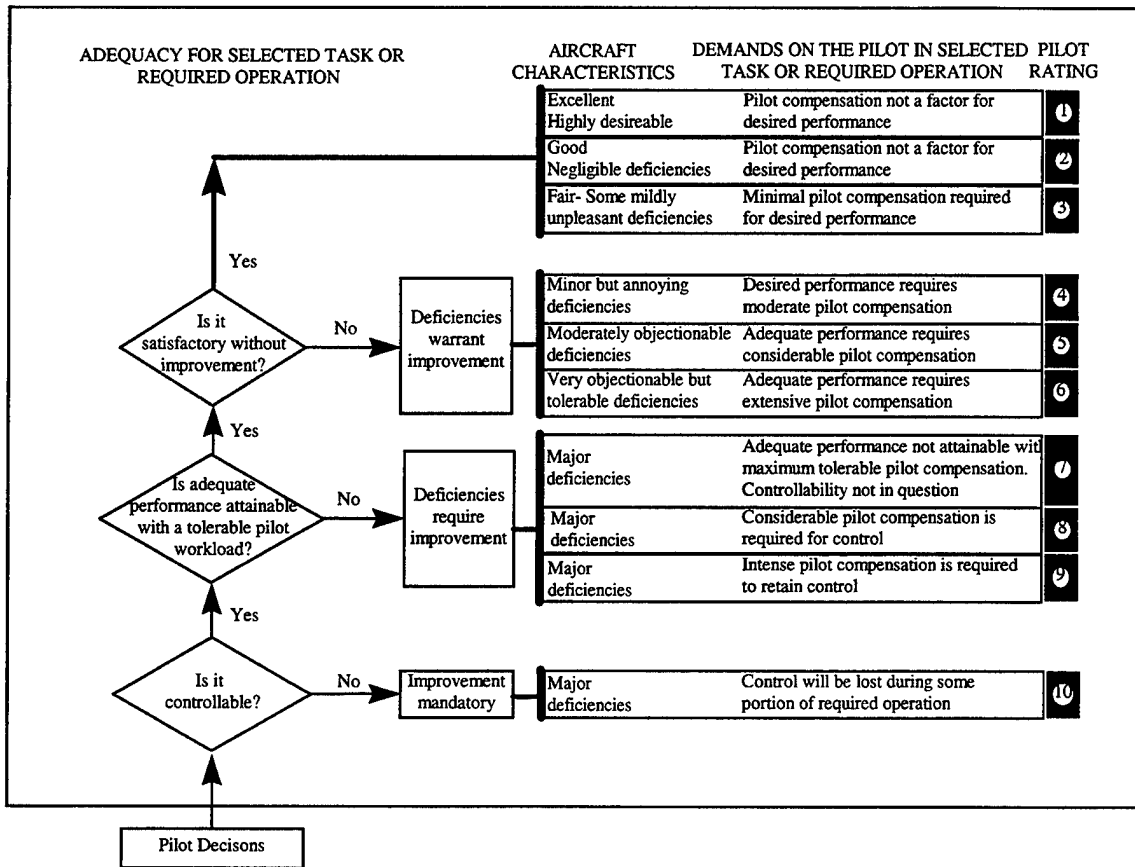 ADEQUACY FOR SELECTED TASK OR
REQUIRED OPERATION
AIRCRAFT
CHARACTERISTICS
DEMANDS ON THE PILOT IN SELECTED
TASK OR REQUIRED OPERATION
PILOT
RATING
Excellent
Highly desireable
Pilot compensation not a factor for
desired performance
1
Good
Negligible deficiencies
Pilot compensation not a factor for
desired performance
2
Fair- Some mildly
unpleasant deficiencies
Minimal pilot compensation required
for desired performance
3
Yes
Is it
satisfactory without
improvement?
No
Deficiencies
warrant
improvement
Minor but annoying
deficiencies
Desired performance requires
moderate pilot compensation
4
Moderately objectionable
deficiencies
Adequate performance requires
considerable pilot compensation
5
Very objectionable but
tolerable deficiencies
Adequate performance requires
extensive pilot compensation
6
Yes
Is adequate
performance attainable
with a tolerable pilot
workload?
No
Deficiencies
require
improvement
Major
deficiencies
Adequate performance not attainable with
maximum tolerable pilot compensation.
Controllability not in question
7
Major
deficiencies
Considerable pilot compensation is
required for control
8
Major
deficiencies
Intense pilot compensation is required
to retain control
9
Yes
Is it
controllable?
No
Improvement
mandatory
Major
deficiencies
Control will be lost during some
portion of required operation
10
Pilot Decisons